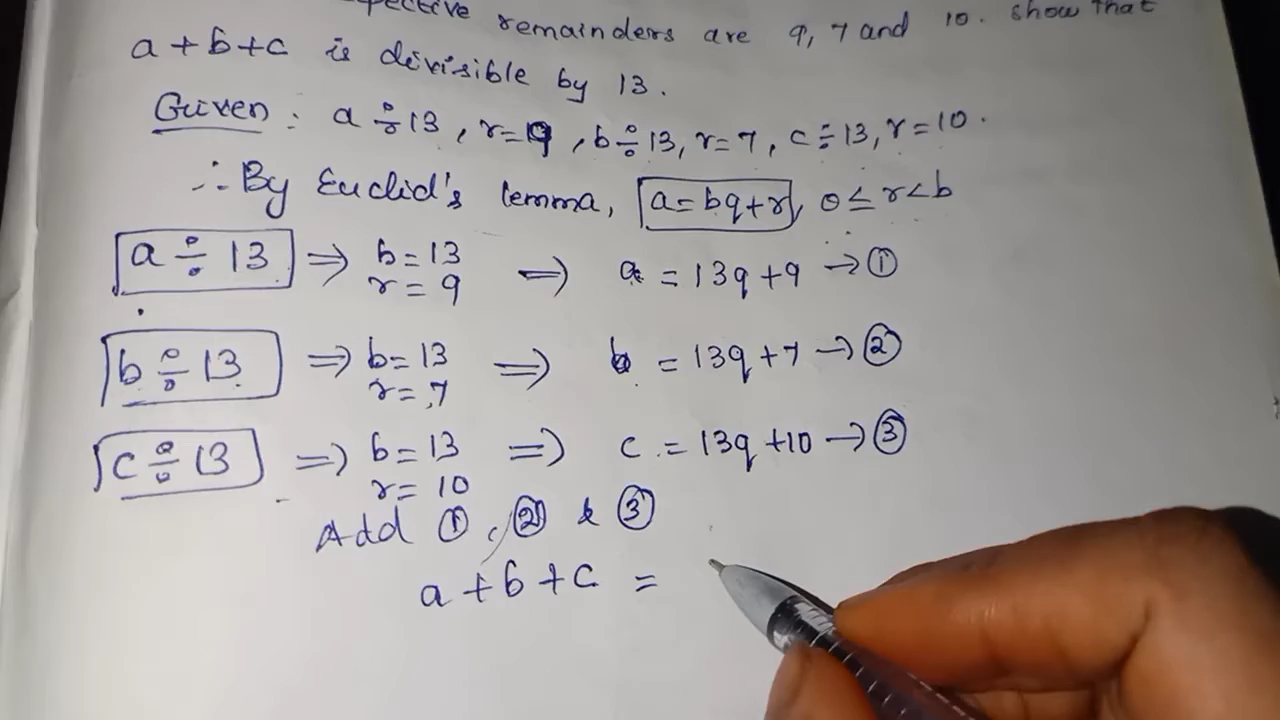 remainders are 9, 7 and 10. show that
a + b + c is divisible by 13.
Given: a ÷ 13, r = 9, b ÷ 13, r = 7, c ÷ 13, r = 10.
∴ By Euclid's lemma, a = bq + r, 0 ≤ r < b
a ÷ 13 ⇒ b = 13 ⇒ a = 13q + 9 → ①
r = 9
b ÷ 13 ⇒ b = 13 ⇒ b = 13q + 7 → ②
r = 7
c ÷ 13 ⇒ b = 13 ⇒ c = 13q + 10 → ③
r = 10
Add ①, ② & ③
a + b + c =